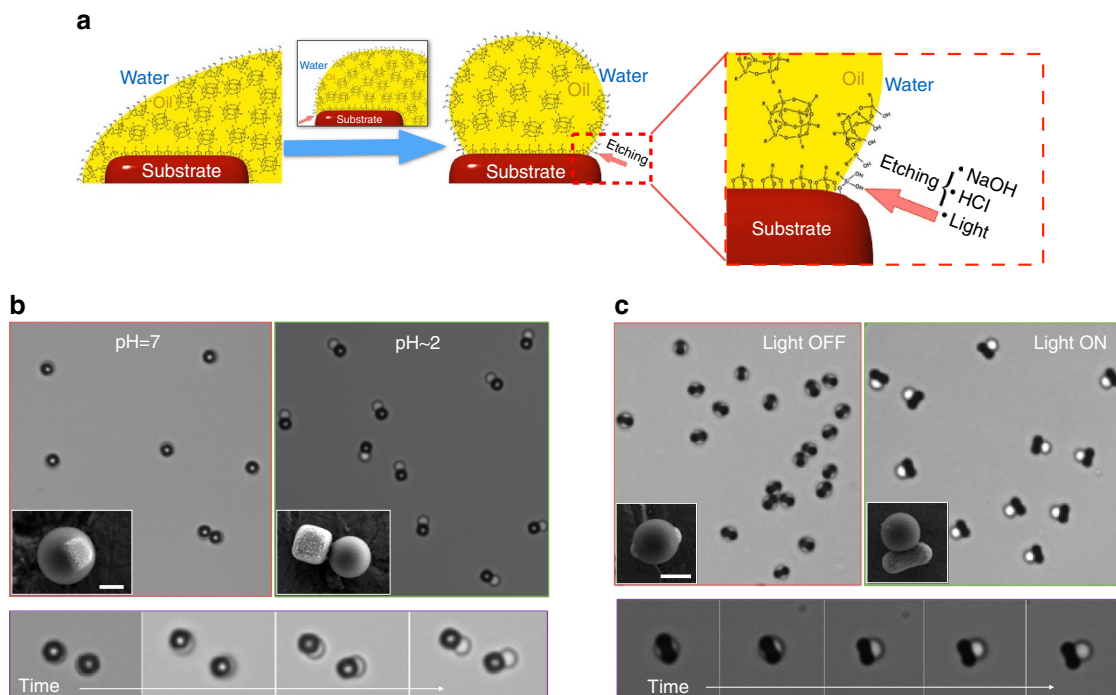 a
Water
Oil
Substrate
Water
Substrate
Oil
Water
Etching
Substrate
Oil
Water
Etching
• NaOH
• HCl
• Light
Substrate
b
pH=7
pH~2
Time
c
Light OFF
Light ON
Time